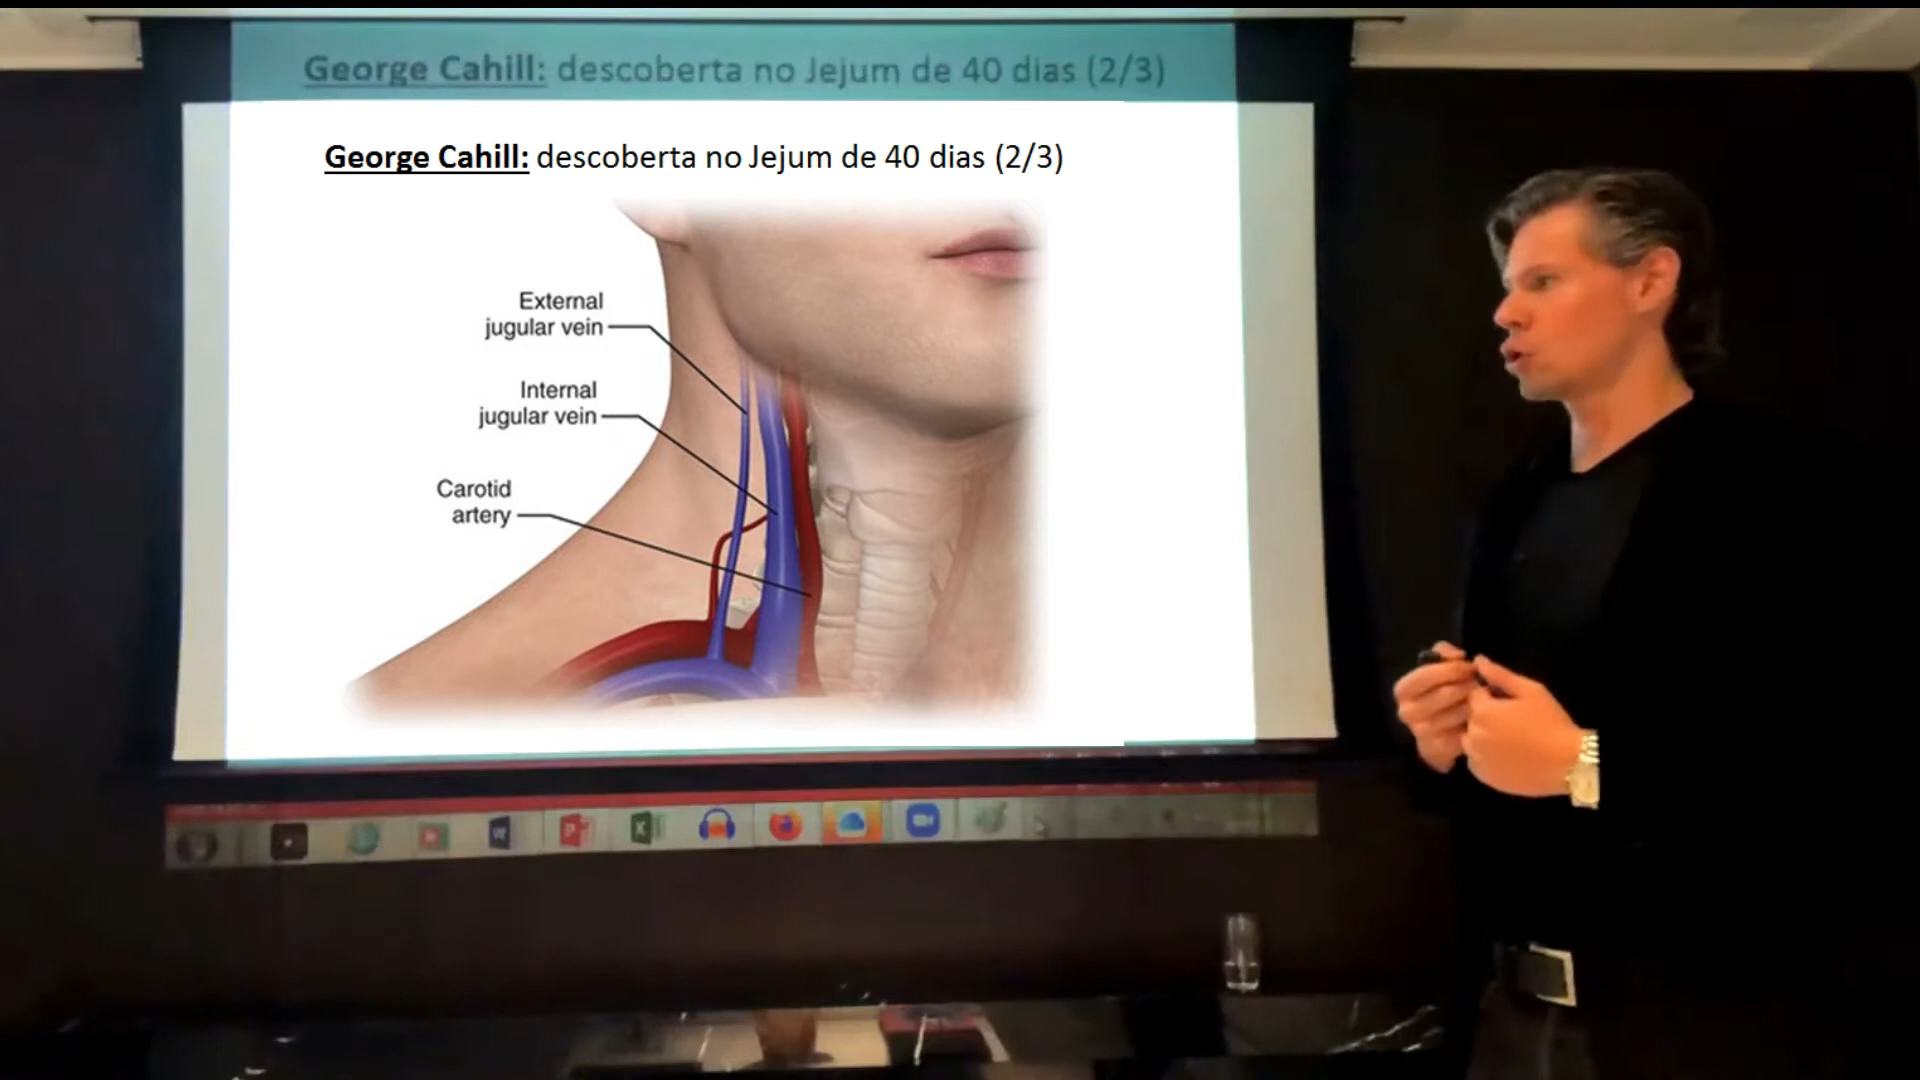 George Cahill: descoberta no Jejum de 40 dias (2/3)
George Cahill: descoberta no Jejum de 40 dias (2/3)
External
jugular vein
Internal
jugular vein
Carotid
artery